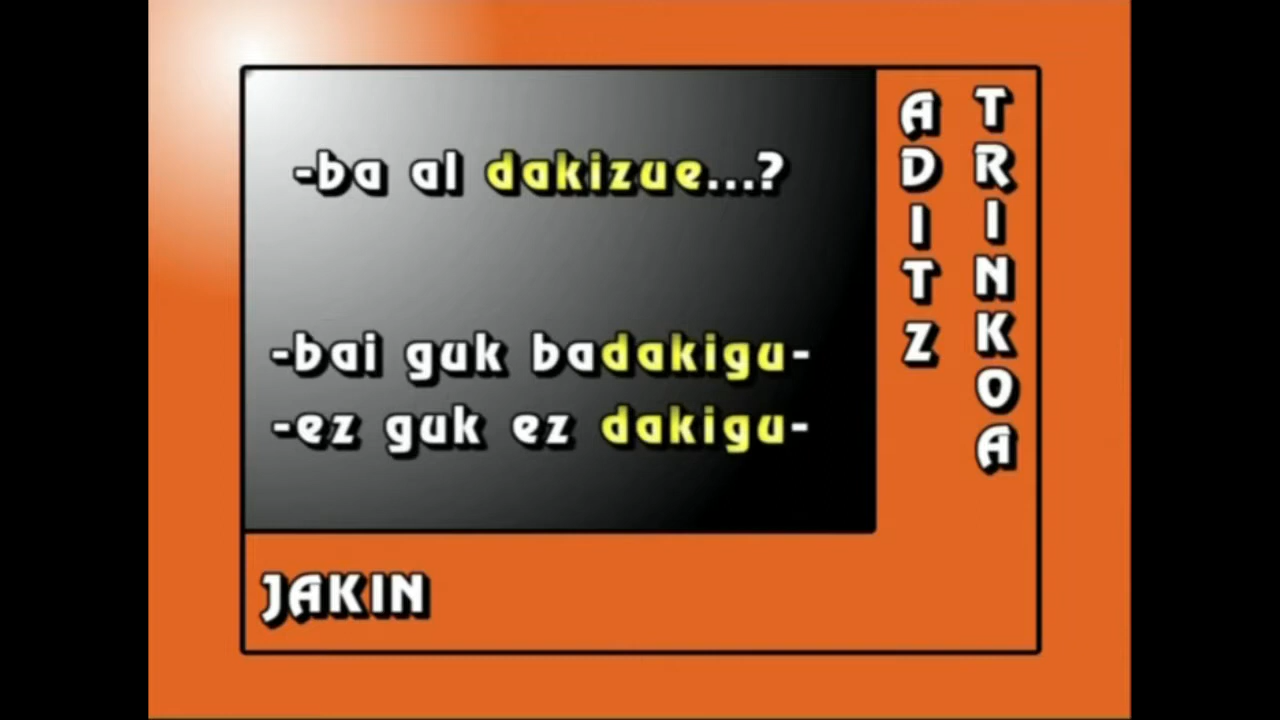 -ba al dakizue...?
-bai guk badakigu-
-ez guk ez dakigu-
JAKIN
ADITZ
TRINKOA